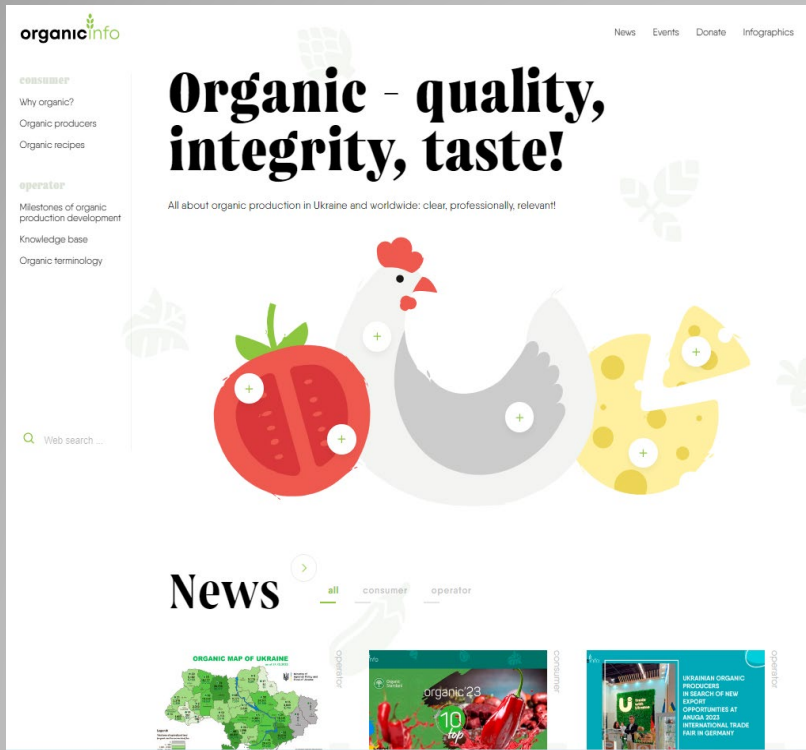 organicinfo
News Events Donate Infographics
consumer
Why organic?
Organic producers
Organic recipes
operator
Milestones of organic
production development
Knowledge base
Organic terminology
Web search ...
Organic - quality,
integrity, taste!
All about organic production in Ukraine and worldwide: clear, professionally, relevant!
News
all consumer operator
ORGANIC MAP OF UKRAINE
operator
organic'23
10
top
consumer
UKRAINIAN ORGANIC
PRODUCERS
IN SEARCH OF NEW
EXPORT
OPPORTUNITIES AT
ANUGA 2023
INTERNATIONAL TRADE
FAIR IN GERMANY
operator